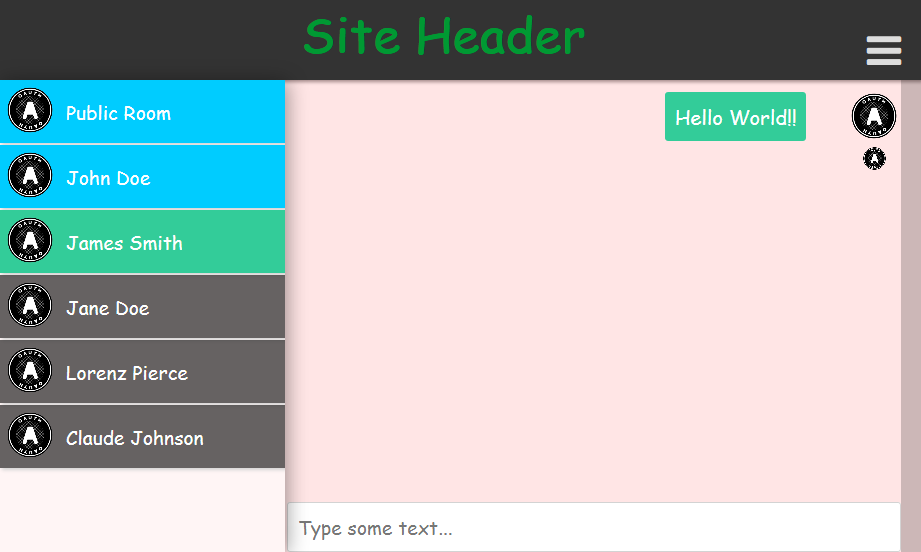 Site Header
Public Room
John Doe
James Smith
Jane Doe
Lorenz Pierce
Claude Johnson
Hello World!!
Type some text...